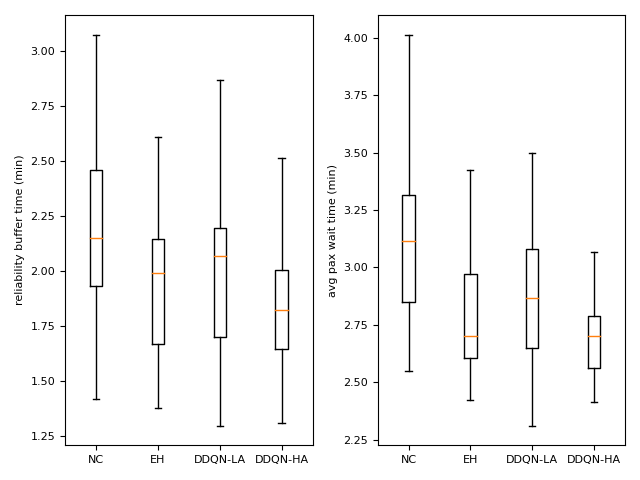 reliability buffer time (min)
3.00
2.75
2.50
2.25
2.00
1.75
1.50
1.25
NC
EH
DDQN-LA
DDQN-HA
avg pax wait time (min)
4.00
3.75
3.50
3.25
3.00
2.75
2.50
2.25
NC
EH
DDQN-LA
DDQN-HA